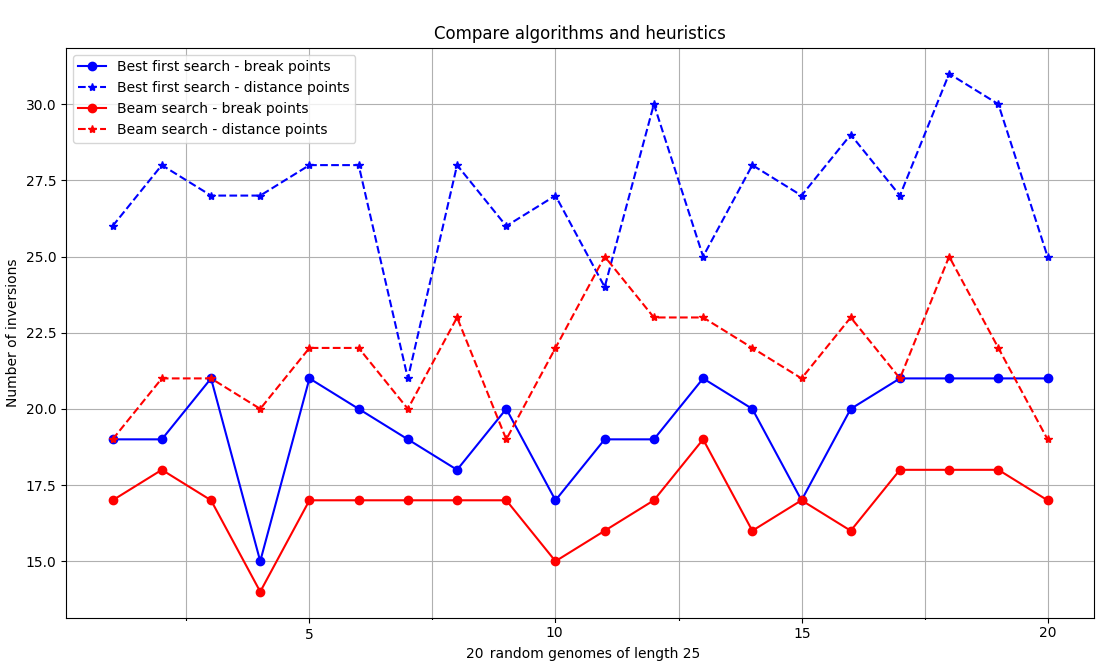 Compare algorithms and heuristics
Best first search - break points
Best first search - distance points
Beam search - break points
Beam search - distance points
30.0
27.5
25.0
22.5
20.0
17.5
15.0
Number of inversions
5
10
15
20
20 random genomes of length 25